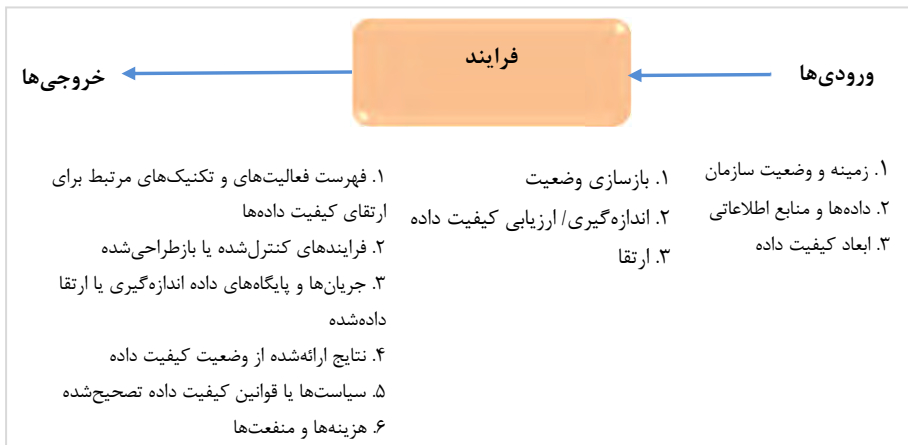 ورودی‌ها
فرایند
خروجی‌ها
۱. زمینه و وضعیت سازمان
۲. داده‌ها و منابع اطلاعاتی
۳. ابعاد کیفیت داده
۱. بازسازی وضعیت
۲. اندازه‌گیری/ ارزیابی کیفیت داده
۳. ارتقا
۱. فهرست فعالیت‌های و تکنیک‌های مرتبط برای
ارتقای کیفیت داده‌ها
۲. فرایندهای کنترل‌شده یا بازطراحی‌شده
۳. جریان‌ها و پایگاه‌های داده اندازه‌گیری یا ارتقا
داده‌شده
۴. نتایج ارائه‌شده از وضعیت کیفیت داده
۵. سیاست‌ها یا قوانین کیفیت داده تصحیح‌شده
۶. هزینه‌ها و منفعت‌ها